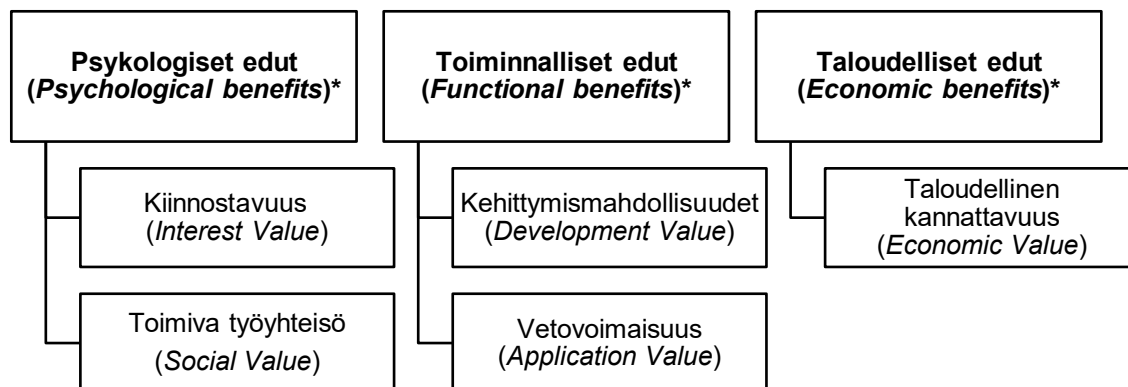 Psykologiset edut
(Psychological benefits)*
Kiinnostavuus
(Interest Value)
Toimiva työyhteisö
(Social Value)
Toiminnalliset edut
(Functional benefits)*
Kehittymismahdollisuudet
(Development Value)
Vetovoimaisuus
(Application Value)
Taloudelliset edut
(Economic benefits)*
Taloudellinen
kannattavuus
(Economic Value)